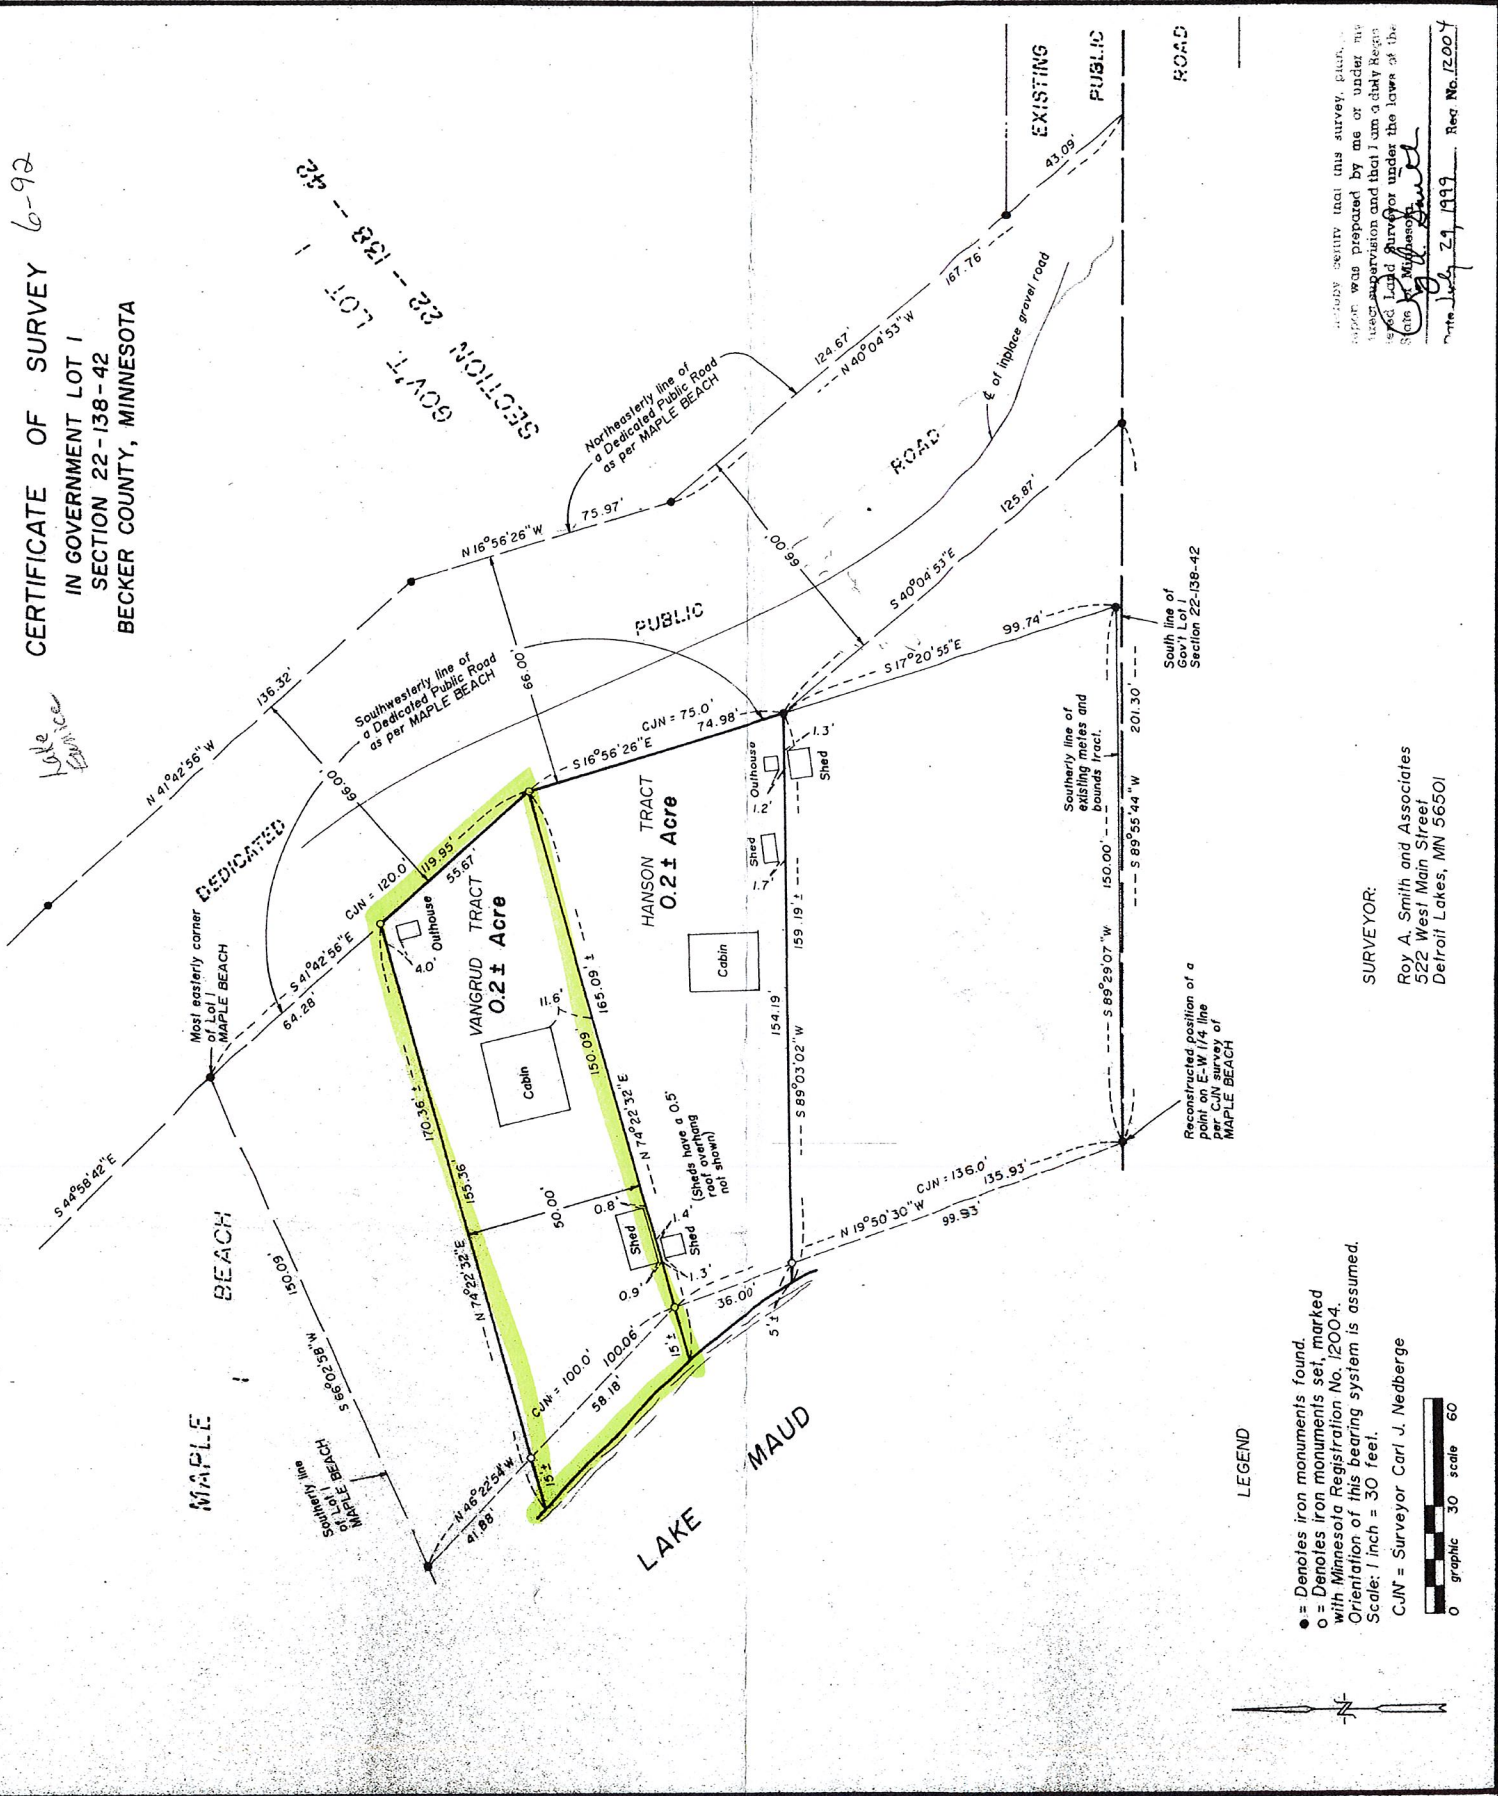 CERTIFICATE OF SURVEY 6-92
IN GOVERNMENT LOT 1
SECTION 22-138-42
BECKER COUNTY, MINNESOTA
Lake
Eunice
GOV'T. LOT 1
SECTION 22--138--42
N 41°42'56" W
136.32'
N 16°56'26" W
75.97'
Northeasterly line of
a Dedicated Public Road
as per MAPLE BEACH
124.67'
N 40°04'53" W
167.76'
43.09'
EXISTING
PUBLIC
ROAD
DEDICATED
PUBLIC
ROAD
66.00'
66.00'
66.00'
Southwesterly line of
a Dedicated Public Road
as per MAPLE BEACH
℄ of inplace gravel road
Most easterly corner
of Lot 1
MAPLE BEACH
S 44°58'42" E
S 41°42'56" E
64.28'
CJN = 120.0'
119.95'
55.67'
S 16°56'26" E
CJN = 75.0'
74.98'
S 40°04'53" E
125.87'
S 17°20'55" E
99.74'
MAPLE
BEACH
1
150.09'
S 66°02'58" W
Southerly line
of Lot 1
MAPLE BEACH
N 46°22'54" W
41.88'
VANGRUD TRACT
0.2 ± Acre
Outhouse
4.0'
Cabin
11.6'
170.36' ±
155.36'
N 74°22'32" E
50.00'
165.09' ±
150.09'
N 74°22'32" E
Shed
0.8'
0.9'
1.4'
1.3'
Shed
(Sheds have a 0.5'
roof overhang
not shown)
15' ±
15' ±
CJN = 100.0'
100.06'
58.18'
36.00'
5' ±
HANSON TRACT
0.2 ± Acre
Cabin
Outhouse
1.2'
Shed
1.7'
1.3'
Shed
159.19' ±
154.19'
S 89°03'02" W
LAKE MAUD
N 19°50'30" W
99.93'
CJN = 136.0'
135.93'
Southerly line of
existing metes and
bounds tract.
South line of
Gov't Lot 1
Section 22-138-42
S 89°29'07" W
150.00'
S 89°55'44" W
201.30'
Reconstructed position of a
point on E-W 1/4 line
per CJN survey of
MAPLE BEACH
SURVEYOR:
Roy A. Smith and Associates
522 West Main Street
Detroit Lakes, MN 56501
LEGEND
● = Denotes iron monuments found.
o = Denotes iron monuments set, marked
with Minnesota Registration No. 12004.
Orientation of this bearing system is assumed.
Scale: 1 inch = 30 feet.
CJN = Surveyor Carl J. Nedberge
0 30 60
graphic scale
N
certify that this survey, plan,
was prepared by me or under my
direct supervision and that I am a duly
Land Surveyor under the laws of the
State of Minnesota
July 29, 1999 Reg No. 12004